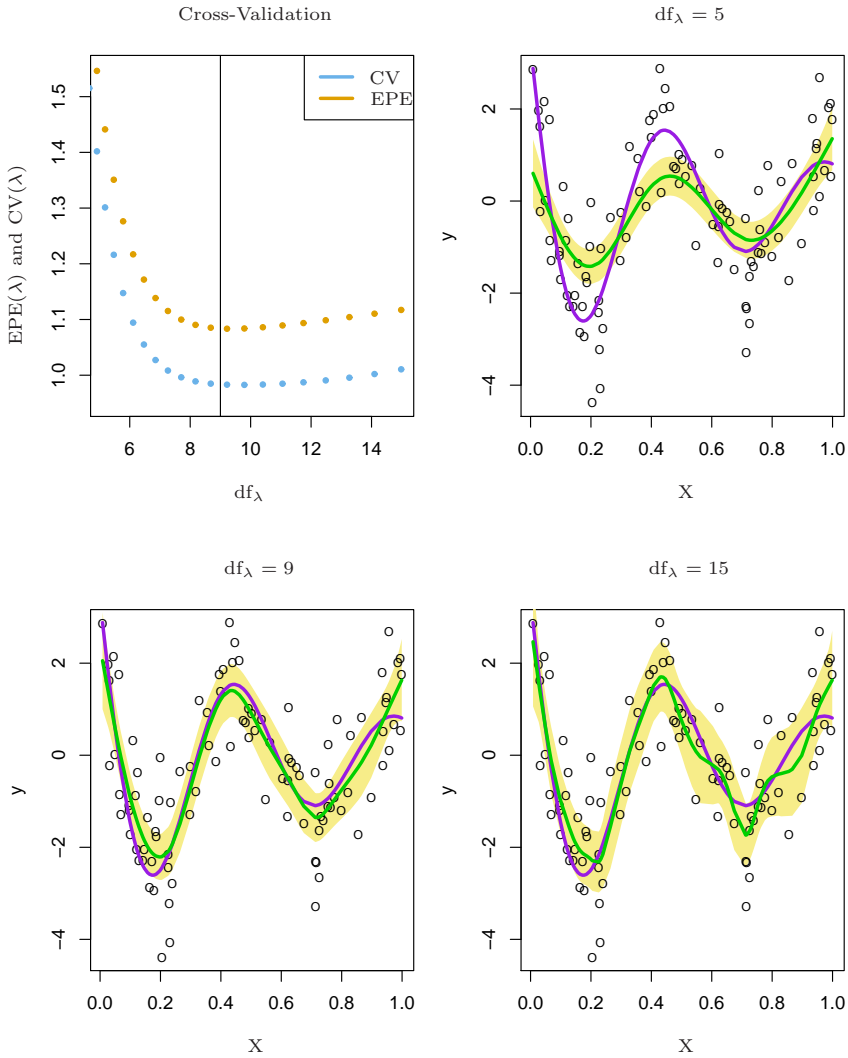 Cross-Validation
EPE(λ) and CV(λ)
1.5
1.4
1.3
1.2
1.1
1.0
CV
EPE
6 8 10 12 14
df_λ
df_λ = 5
y
2
0
-2
-4
0.0 0.2 0.4 0.6 0.8 1.0
X
df_λ = 9
y
2
0
-2
-4
0.0 0.2 0.4 0.6 0.8 1.0
X
df_λ = 15
y
2
0
-2
-4
0.0 0.2 0.4 0.6 0.8 1.0
X